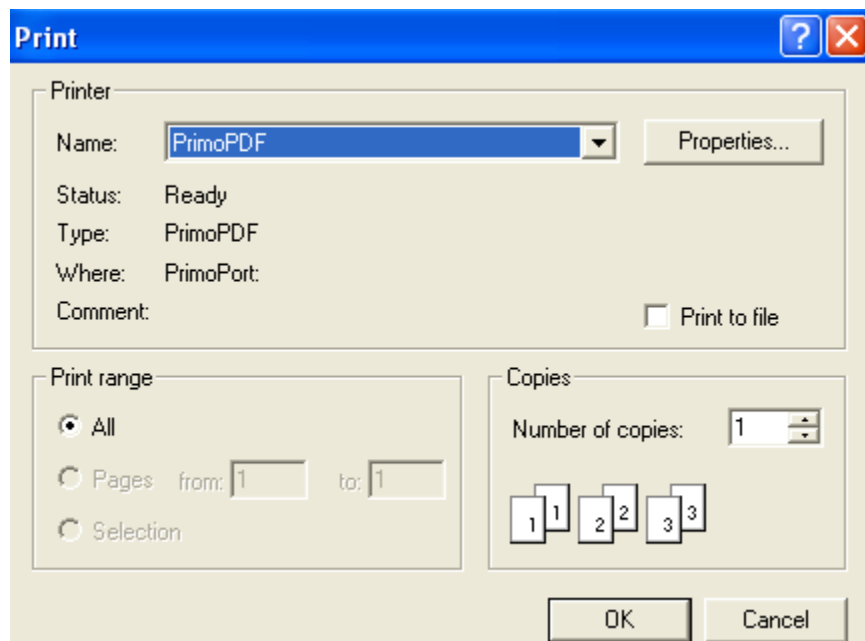 Print
Printer
Name: PrimoPDF Properties...
Status: Ready
Type: PrimoPDF
Where: PrimoPort:
Comment: Print to file
Print range
All
Pages from: 1 to: 1
Selection
Copies
Number of copies: 1
1 1 2 2 3 3
OK Cancel